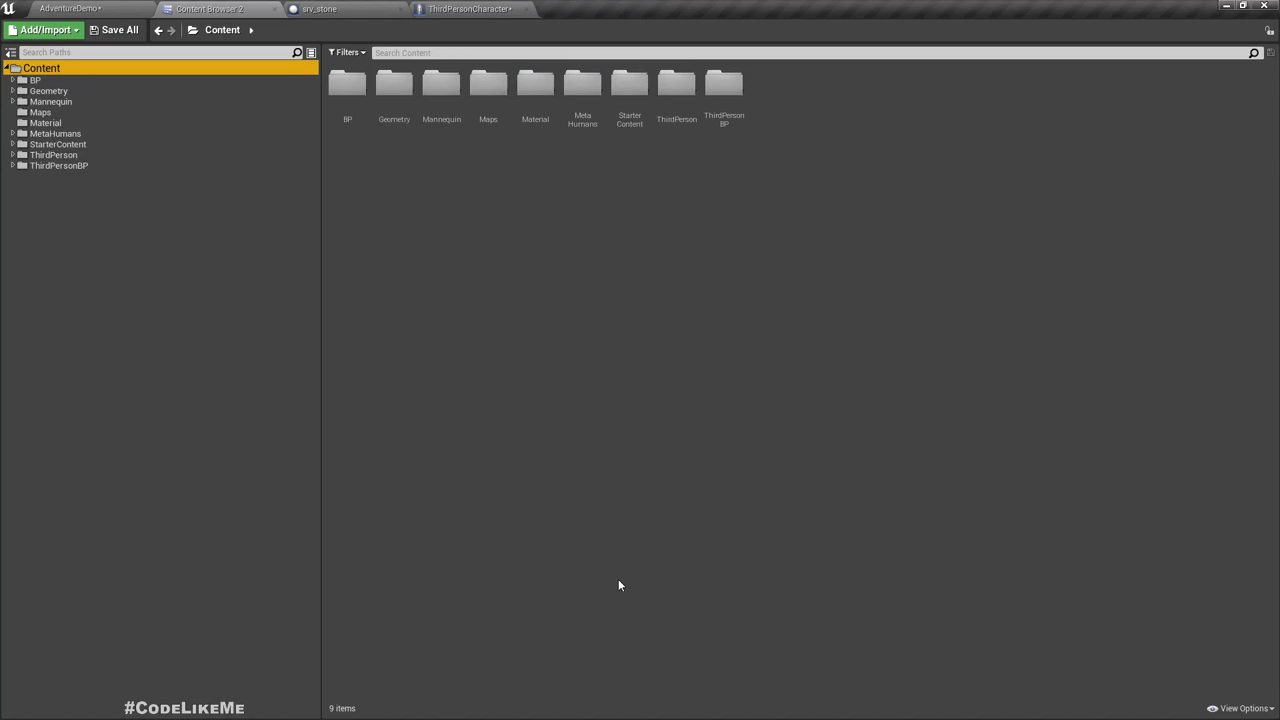 AdventureDemo*
Content Browser 2
srv_stone
ThirdPersonCharacter*
Add/Import
Save All
Content
Search Paths
Filters
Search Content
Content
BP
Geometry
Mannequin
Maps
Material
MetaHumans
StarterContent
ThirdPerson
ThirdPersonBP
BP
Geometry
Mannequin
Maps
Material
Meta
Humans
Starter
Content
ThirdPerson
ThirdPerson
BP
#CodeLikeMe
9 items
View Options